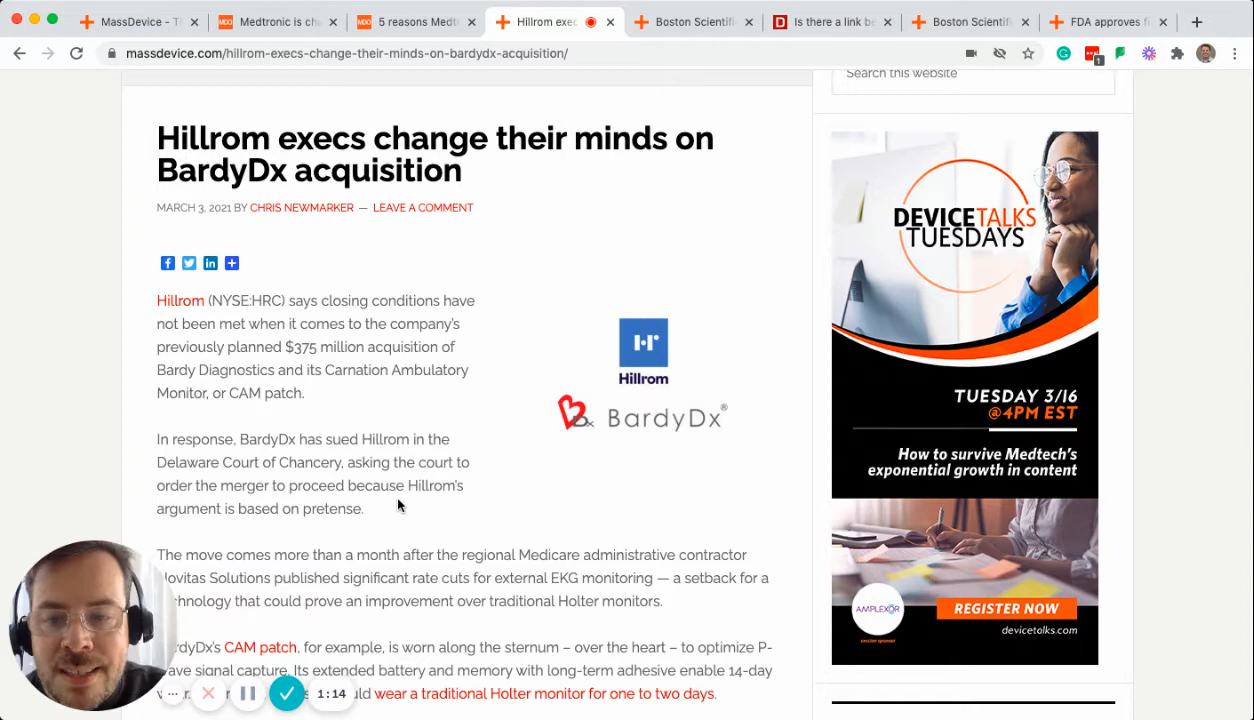 MassDevice - T
Medtronic is ch
5 reasons Medt
Hillrom exec
Boston Scientifi
Is there a link be
Boston Scientifi
FDA approves fi
massdevice.com/hillrom-execs-change-their-minds-on-bardydx-acquisition/
1
Search this website
Hillrom execs change their minds on
BardyDx acquisition
MARCH 3, 2021 BY CHRIS NEWMARKER — LEAVE A COMMENT
Hillrom (NYSE:HRC) says closing conditions have
not been met when it comes to the company's
previously planned $375 million acquisition of
Bardy Diagnostics and its Carnation Ambulatory
Monitor, or CAM patch.
Hillrom
BardyDx®
In response, BardyDx has sued Hillrom in the
Delaware Court of Chancery, asking the court to
order the merger to proceed because Hillrom's
argument is based on pretense.
The move comes more than a month after the regional Medicare administrative contractor
Novitas Solutions published significant rate cuts for external EKG monitoring — a setback for a
technology that could prove an improvement over traditional Holter monitors.
BardyDx's CAM patch, for example, is worn along the sternum – over the heart – to optimize P-
wave signal capture. Its extended battery and memory with long-term adhesive enable 14-day
wear a traditional Holter monitor for one to two days.
1:14
DEVICETALKS
TUESDAYS
TUESDAY 3/16
@4PM EST
How to survive Medtech's
exponential growth in content
AMPLEXOR
REGISTER NOW
devicetalks.com